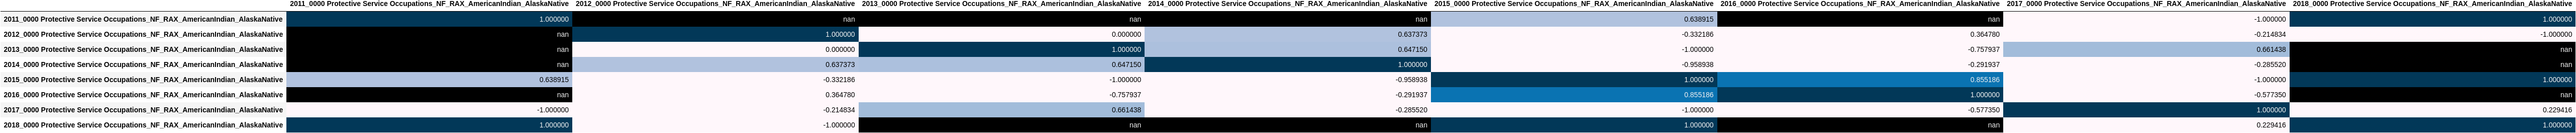 2011_0000 Protective Service Occupations_NF_RAX_AmericanIndian_AlaskaNative 2012_0000 Protective Service Occupations_NF_RAX_AmericanIndian_AlaskaNative 2013_0000 Protective Service Occupations_NF_RAX_AmericanIndian_AlaskaNative 2014_0000 Protective Service Occupations_NF_RAX_AmericanIndian_AlaskaNative 2015_0000 Protective Service Occupations_NF_RAX_AmericanIndian_AlaskaNative 2016_0000 Protective Service Occupations_NF_RAX_AmericanIndian_AlaskaNative 2017_0000 Protective Service Occupations_NF_RAX_AmericanIndian_AlaskaNative 2018_0000 Protective Service Occupations_NF_RAX_AmericanIndian_AlaskaNative
2011_0000 Protective Service Occupations_NF_RAX_AmericanIndian_AlaskaNative 1.000000 nan nan nan 0.638915 nan -1.000000 1.000000
2012_0000 Protective Service Occupations_NF_RAX_AmericanIndian_AlaskaNative nan 1.000000 0.000000 0.637373 -0.332186 0.364780 -0.214834 -1.000000
2013_0000 Protective Service Occupations_NF_RAX_AmericanIndian_AlaskaNative nan 0.000000 1.000000 0.647150 -1.000000 -0.757937 0.661438 nan
2014_0000 Protective Service Occupations_NF_RAX_AmericanIndian_AlaskaNative nan 0.637373 0.647150 1.000000 -0.958938 -0.291937 -0.285520 nan
2015_0000 Protective Service Occupations_NF_RAX_AmericanIndian_AlaskaNative 0.638915 -0.332186 -1.000000 -0.958938 1.000000 0.855186 -1.000000 1.000000
2016_0000 Protective Service Occupations_NF_RAX_AmericanIndian_AlaskaNative nan 0.364780 -0.757937 -0.291937 0.855186 1.000000 -0.577350 nan
2017_0000 Protective Service Occupations_NF_RAX_AmericanIndian_AlaskaNative -1.000000 -0.214834 0.661438 -0.285520 -1.000000 -0.577350 1.000000 0.229416
2018_0000 Protective Service Occupations_NF_RAX_AmericanIndian_AlaskaNative 1.000000 -1.000000 nan nan 1.000000 nan 0.229416 1.000000